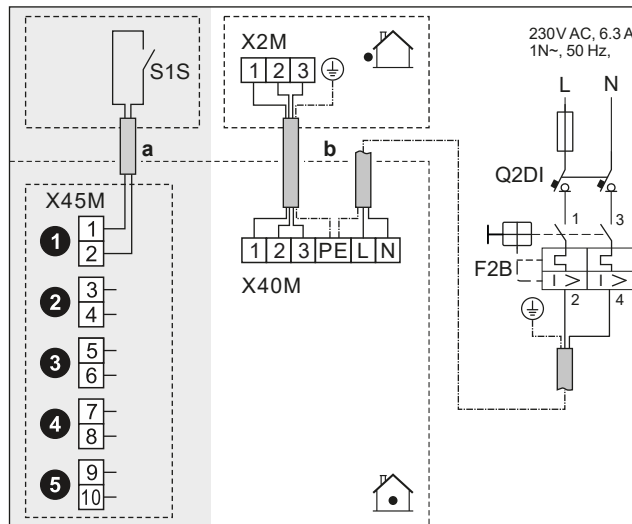 230V AC, 6.3 A
1N~, 50 Hz,
L N
S1S
X2M
1 2 3
a
b
Q2DI
1 3
F2B
I > I >
2 4
X45M
1 1
2
2 3
4
3 5
6
4 7
8
5 9
10
1 2 3 PE L N
X40M